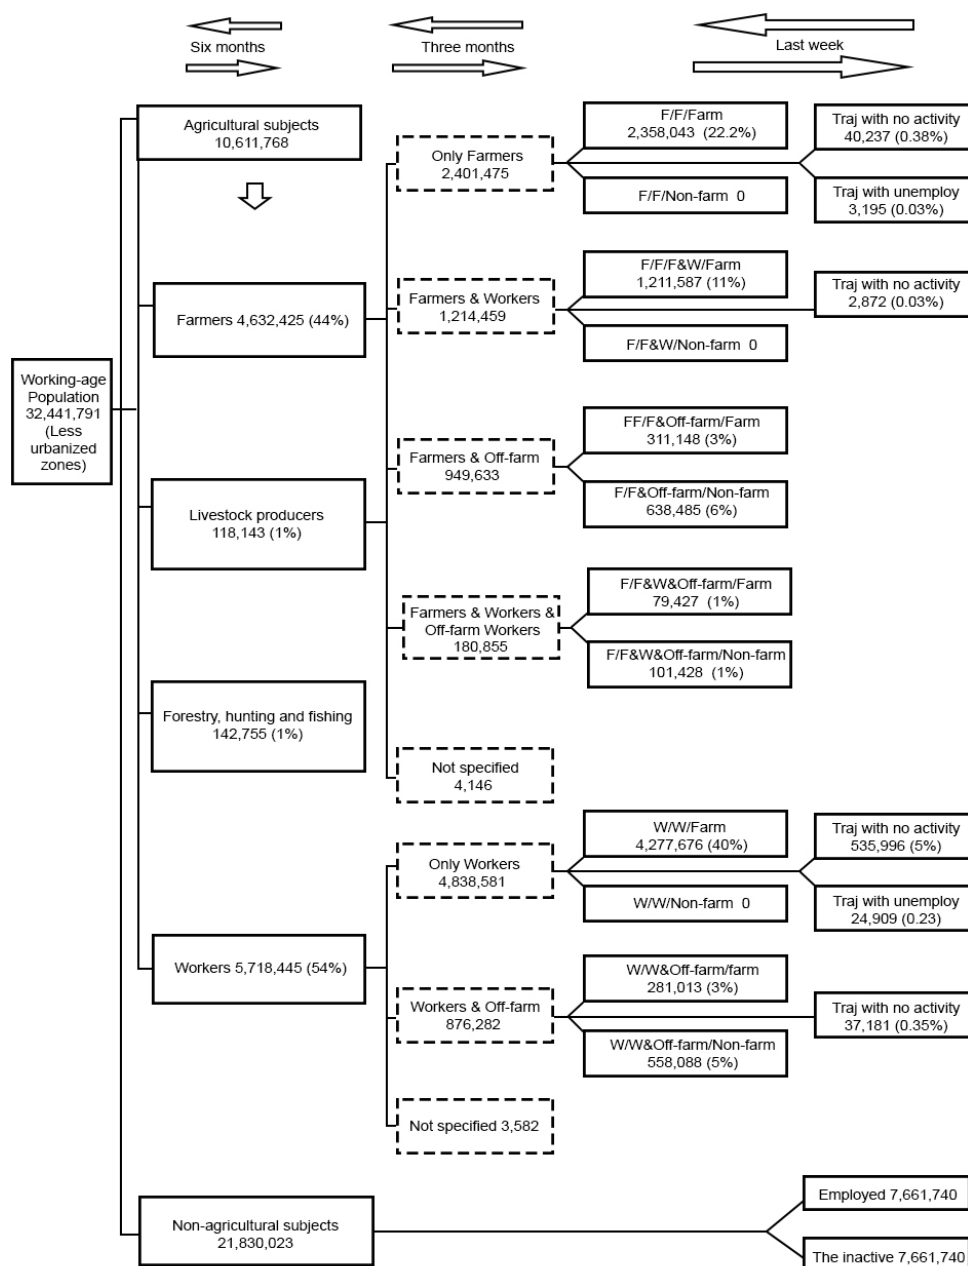 Six months
Three months
Last week
Agricultural subjects
10,611,768
Only Farmers
2,401,475
F/F/Farm
2,358,043 (22.2%)
F/F/Non-farm 0
Traj with no activity
40,237 (0.38%)
Traj with unemploy
3,195 (0.03%)
Farmers 4,632,425 (44%)
Farmers & Workers
1,214,459
F/F/F&W/Farm
1,211,587 (11%)
F/F&W/Non-farm 0
Traj with no activity
2,872 (0.03%)
Working-age
Population
32,441,791
(Less
urbanized
zones)
Farmers & Off-farm
949,633
FF/F&Off-farm/Farm
311,148 (3%)
F/F&Off-farm/Non-farm
638,485 (6%)
Livestock producers
118,143 (1%)
Farmers & Workers &
Off-farm Workers
180,855
F/F&W&Off-farm/Farm
79,427 (1%)
F/F&W&Off-farm/Non-farm
101,428 (1%)
Forestry, hunting and fishing
142,755 (1%)
Not specified
4,146
Only Workers
4,838,581
W/W/Farm
4,277,676 (40%)
W/W/Non-farm 0
Traj with no activity
535,996 (5%)
Traj with unemploy
24,909 (0.23)
Workers 5,718,445 (54%)
Workers & Off-farm
876,282
W/W&Off-farm/farm
281,013 (3%)
W/W&Off-farm/Non-farm
558,088 (5%)
Traj with no activity
37,181 (0.35%)
Not specified 3,582
Non-agricultural subjects
21,830,023
Employed 7,661,740
The inactive 7,661,740